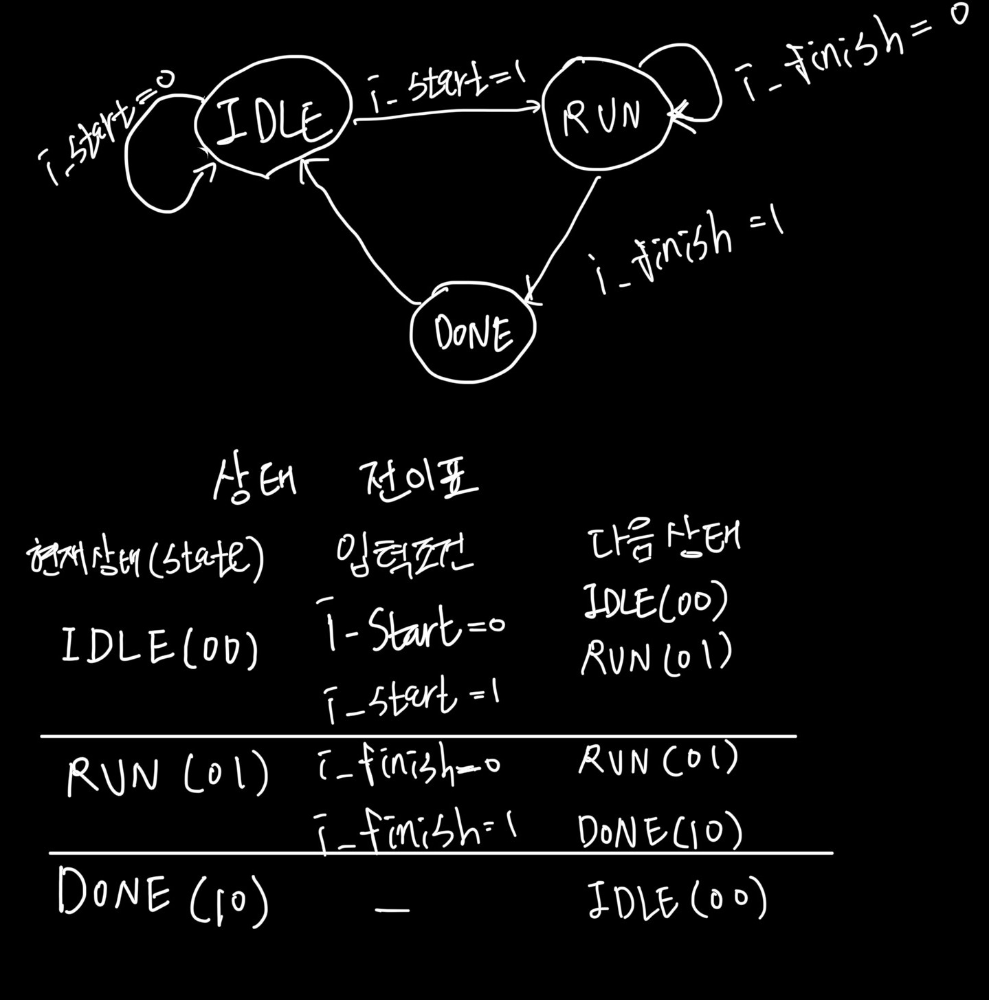 i_start=0
IDLE
i_start=1
RUN
i_finish=0
i_finish=1
DONE
상태 전이표
현재상태(state) 입력조건 다음상태
IDLE(00) i-Start=0 IDLE(00)
i_start=1 RUN(01)
RUN (01) i_finish=0 RUN(01)
i_finish=1 DONE(10)
DONE (10) — IDLE(00)